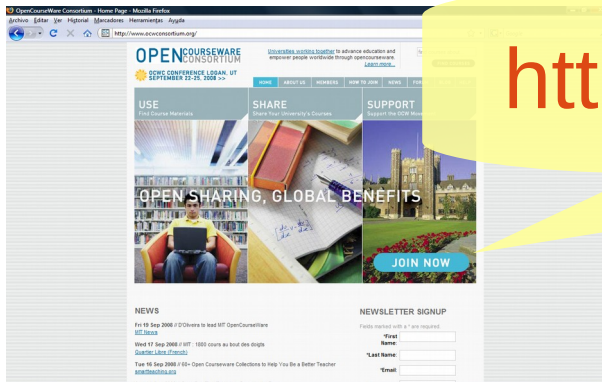 OpenCourseWare Consortium - Home Page - Mozilla Firefox
Archivo Editar Ver Historial Marcadores Herramientas Ayuda
http://www.ocwconsortium.org/
htt
OPENCOURSEWARE
CONSORTIUM
Universities working together to advance education and
empower people worldwide through opencourseware.
Learn more...
OCWC CONFERENCE LOGAN, UT
SEPTEMBER 22-25, 2008 >>
HOME ABOUT US MEMBERS HOW TO JOIN NEWS
USE
Find Course Materials
SHARE
Share Your University's Courses
SUPPORT
Support the OCW
OPEN SHARING, GLOBAL BENEFITS
JOIN NOW
NEWS
Fri 19 Sep 2008 // D'Oliveira to lead MIT OpenCourseWare
MIT News
Wed 17 Sep 2008 // MIT : 1800 cours au bout des doigts
Quartier Libre (French)
Tue 16 Sep 2008 // 80+ Open Courseware Collections to Help You Be a Better Teacher
smartteaching.org
NEWSLETTER SIGNUP
Fields marked with a * are required.
*First
Name:
*Last Name:
*Email: